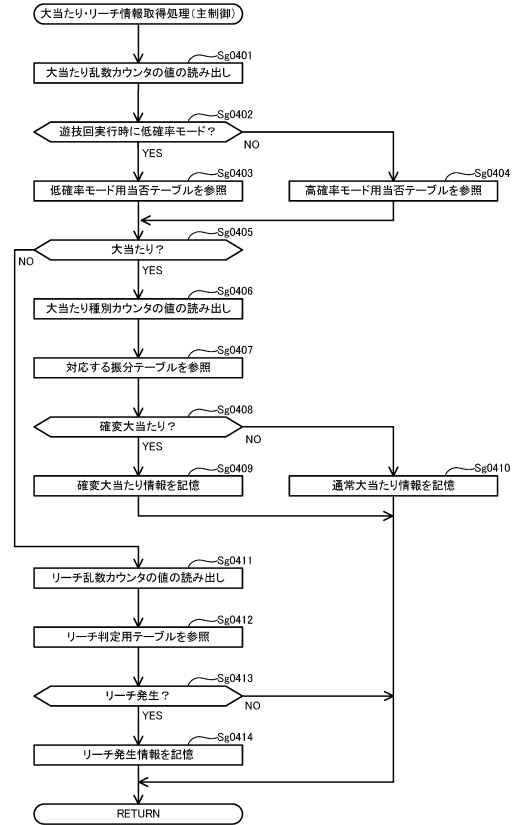 大当たり・リーチ情報取得処理(主制御)
Sg0401
大当たり乱数カウンタの値の読み出し
Sg0402
遊技回実行時に低確率モード?
YES
NO
Sg0403
低確率モード用当否テーブルを参照
Sg0404
高確率モード用当否テーブルを参照
Sg0405
大当たり?
NO
YES
Sg0406
大当たり種別カウンタの値の読み出し
Sg0407
対応する振分テーブルを参照
Sg0408
確変大当たり?
YES
NO
Sg0409
確変大当たり情報を記憶
Sg0410
通常大当たり情報を記憶
Sg0411
リーチ乱数カウンタの値の読み出し
Sg0412
リーチ判定用テーブルを参照
Sg0413
リーチ発生?
NO
YES
Sg0414
リーチ発生情報を記憶
RETURN